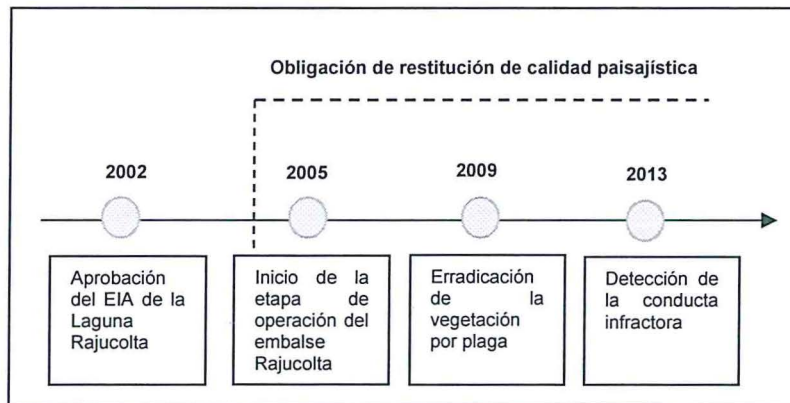 Obligación de restitución de calidad paisajística
2002
2005
2009
2013
Aprobación
del EIA de la
Laguna
Rajucolta
Inicio de la
etapa de
operación del
embalse
Rajucolta
Erradicación
de la
vegetación
por plaga
Detección de
la conducta
infractora